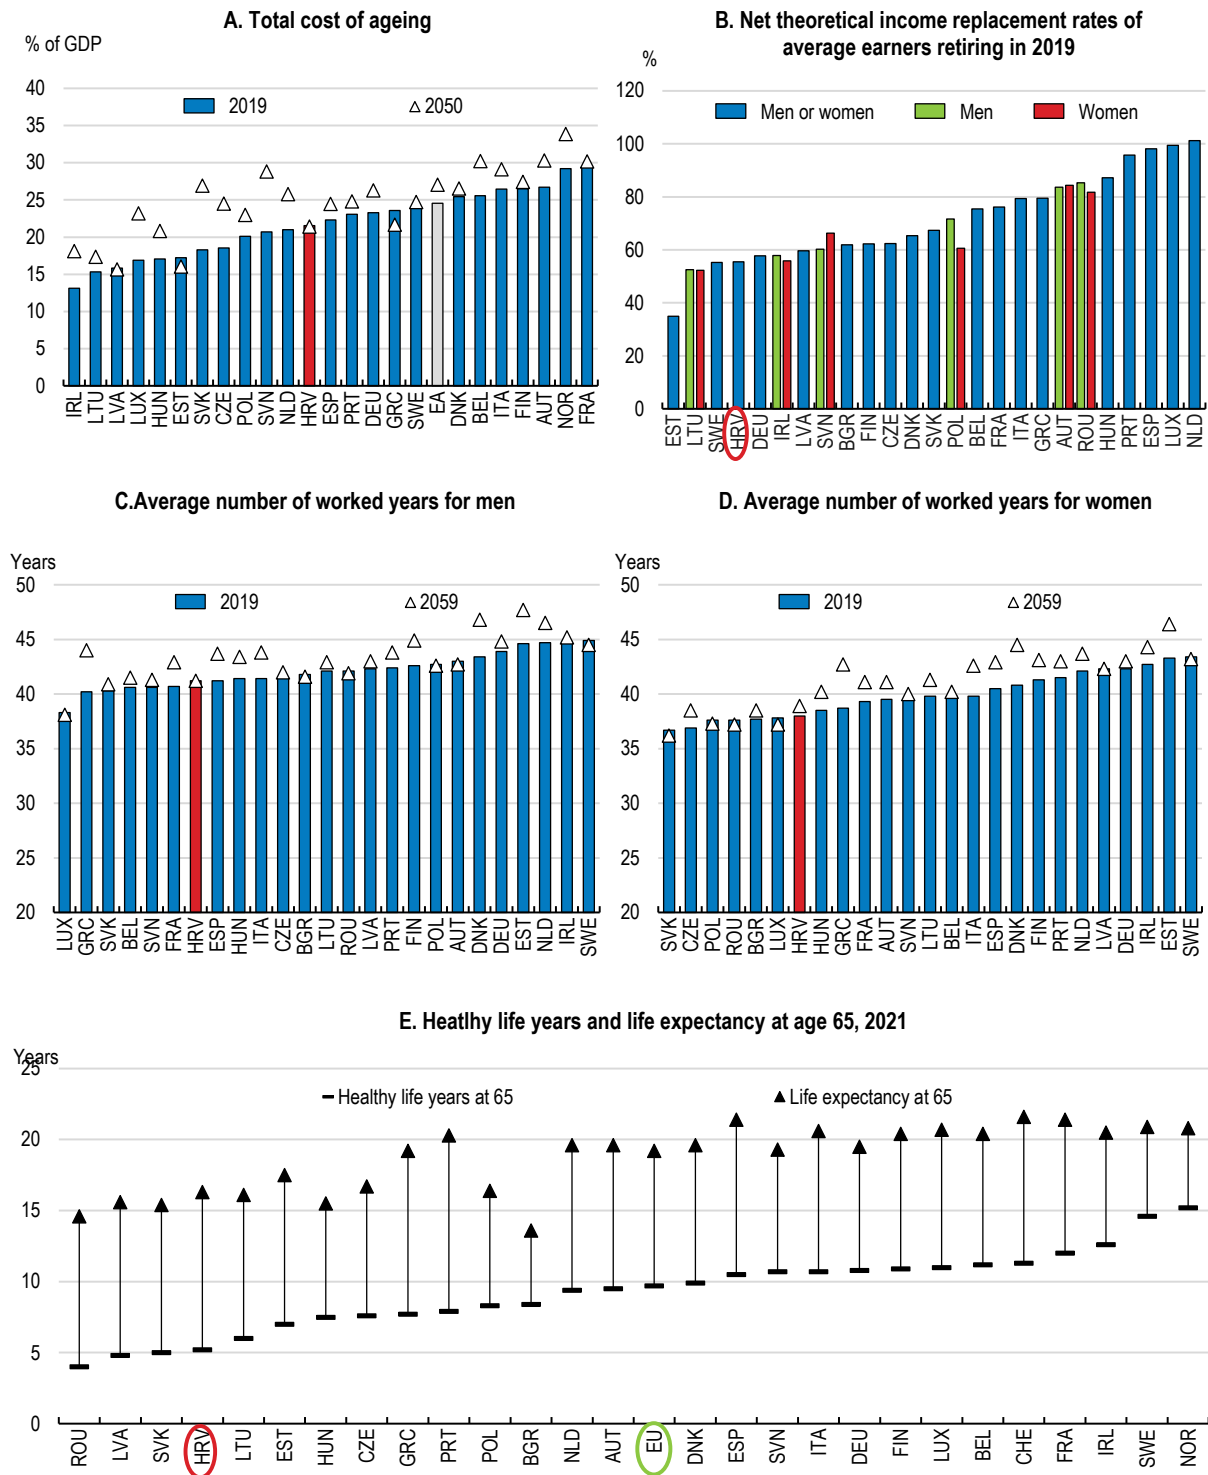 A. Total cost of ageing
% of GDP
40
35
30
25
20
15
10
5
0
2019
2050
IRL LTU LVA LUX HUN EST SVK CZE POL SVN NLD HRV ESP PRT DEU GRC SWE EA DNK BEL ITA FIN AUT NOR FRA
B. Net theoretical income replacement rates of
average earners retiring in 2019
%
120
100
80
60
40
20
0
Men or women
Men
Women
EST LTU SWE HRV DEU IRL LVA SVN BGR FIN CZE DNK SVK POL BEL FRA ITA GRC AUT ROU HUN PRT ESP LUX NLD
C.Average number of worked years for men
Years
50
45
40
35
30
25
20
2019
2059
LUX GRC SVK BEL SVN FRA HRV ESP HUN ITA CZE BGR LTU ROU LVA PRT FIN POL AUT DNK DEU EST NLD IRL SWE
D. Average number of worked years for women
Years
50
45
40
35
30
25
20
2019
2059
SVK CZE POL ROU BGR LUX HRV HUN GRC FRA AUT SVN LTU BEL ITA ESP DNK FIN PRT NLD LVA DEU IRL EST SWE
E. Heatlhy life years and life expectancy at age 65, 2021
Years
25
20
15
10
5
0
Healthy life years at 65
Life expectancy at 65
ROU LVA SVK HRV LTU EST HUN CZE GRC PRT POL BGR NLD AUT EU DNK ESP SVN ITA DEU FIN LUX BEL CHE FRA IRL SWE NOR